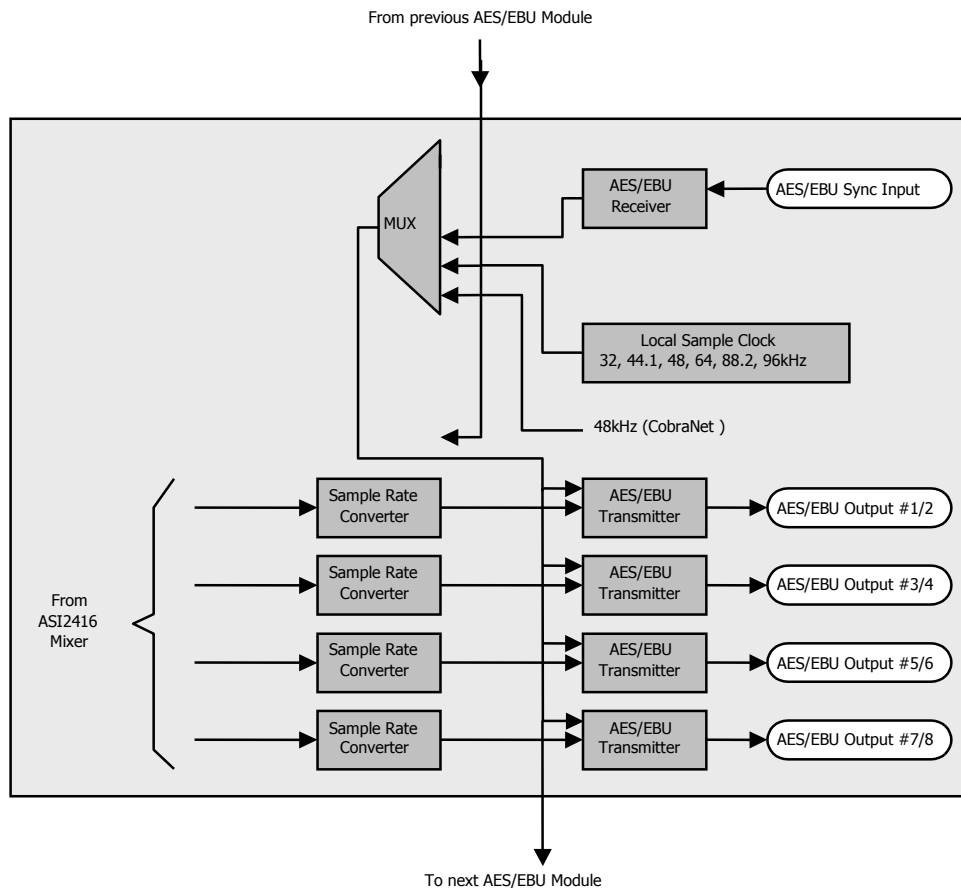 From previous AES/EBU Module
AES/EBU
Receiver
AES/EBU Sync Input
MUX
Local Sample Clock
32, 44.1, 48, 64, 88.2, 96kHz
48kHz (CobraNet )
Sample Rate
Converter
AES/EBU
Transmitter
AES/EBU Output #1/2
Sample Rate
Converter
AES/EBU
Transmitter
AES/EBU Output #3/4
From
ASI2416
Mixer
Sample Rate
Converter
AES/EBU
Transmitter
AES/EBU Output #5/6
Sample Rate
Converter
AES/EBU
Transmitter
AES/EBU Output #7/8
To next AES/EBU Module